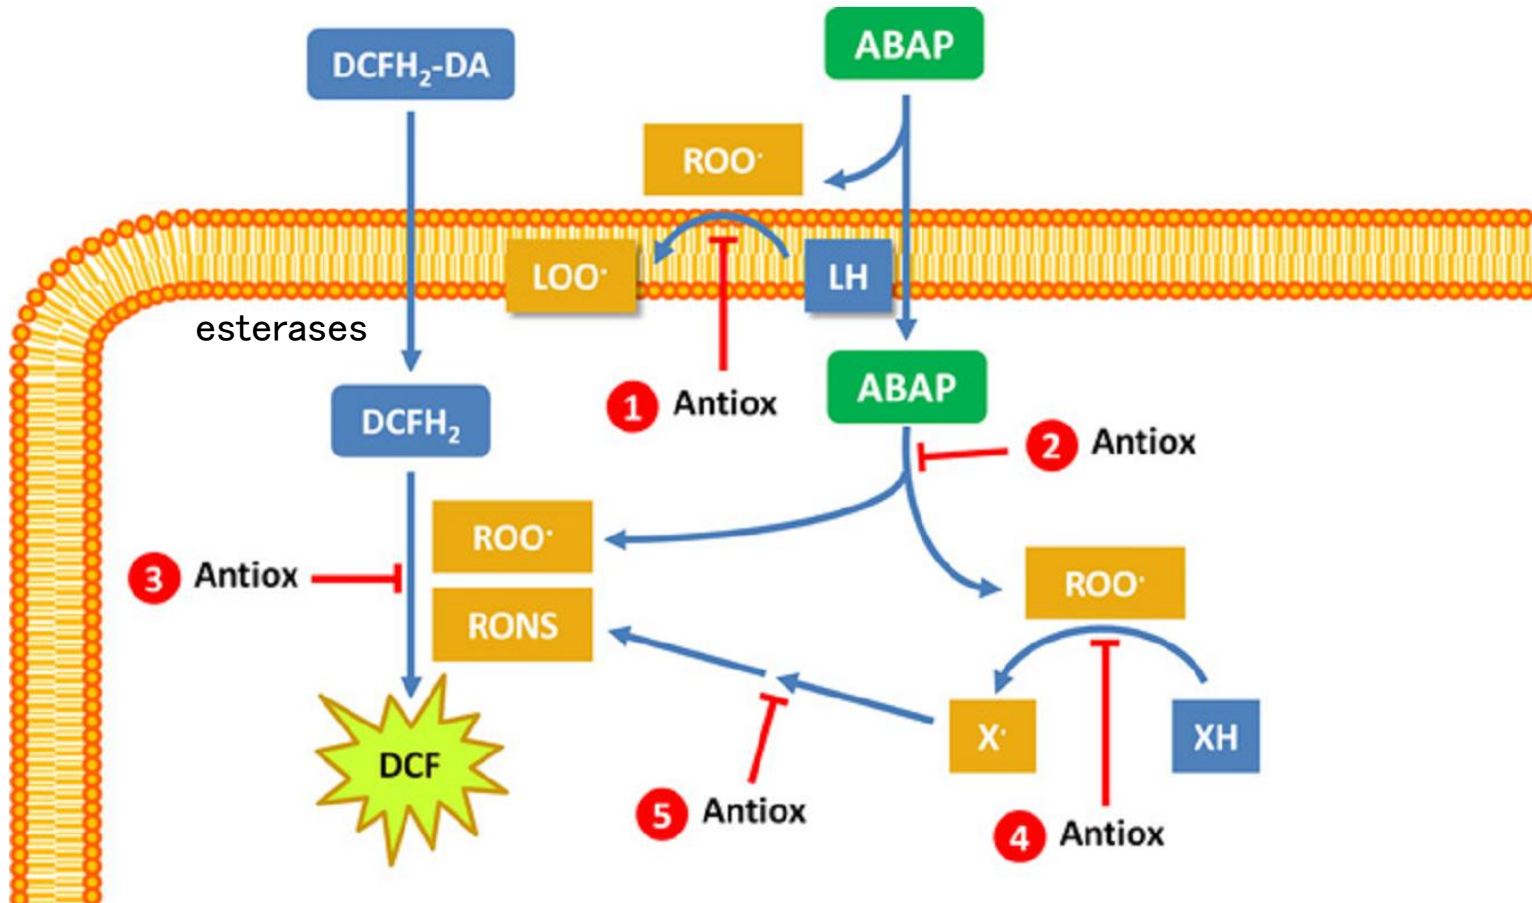 DCFH₂-DA
ABAP
ROO·
LOO·
LH
esterases
1 Antiox
ABAP
DCFH₂
2 Antiox
ROO·
3 Antiox
ROO·
RONS
X·
XH
DCF
5 Antiox
4 Antiox